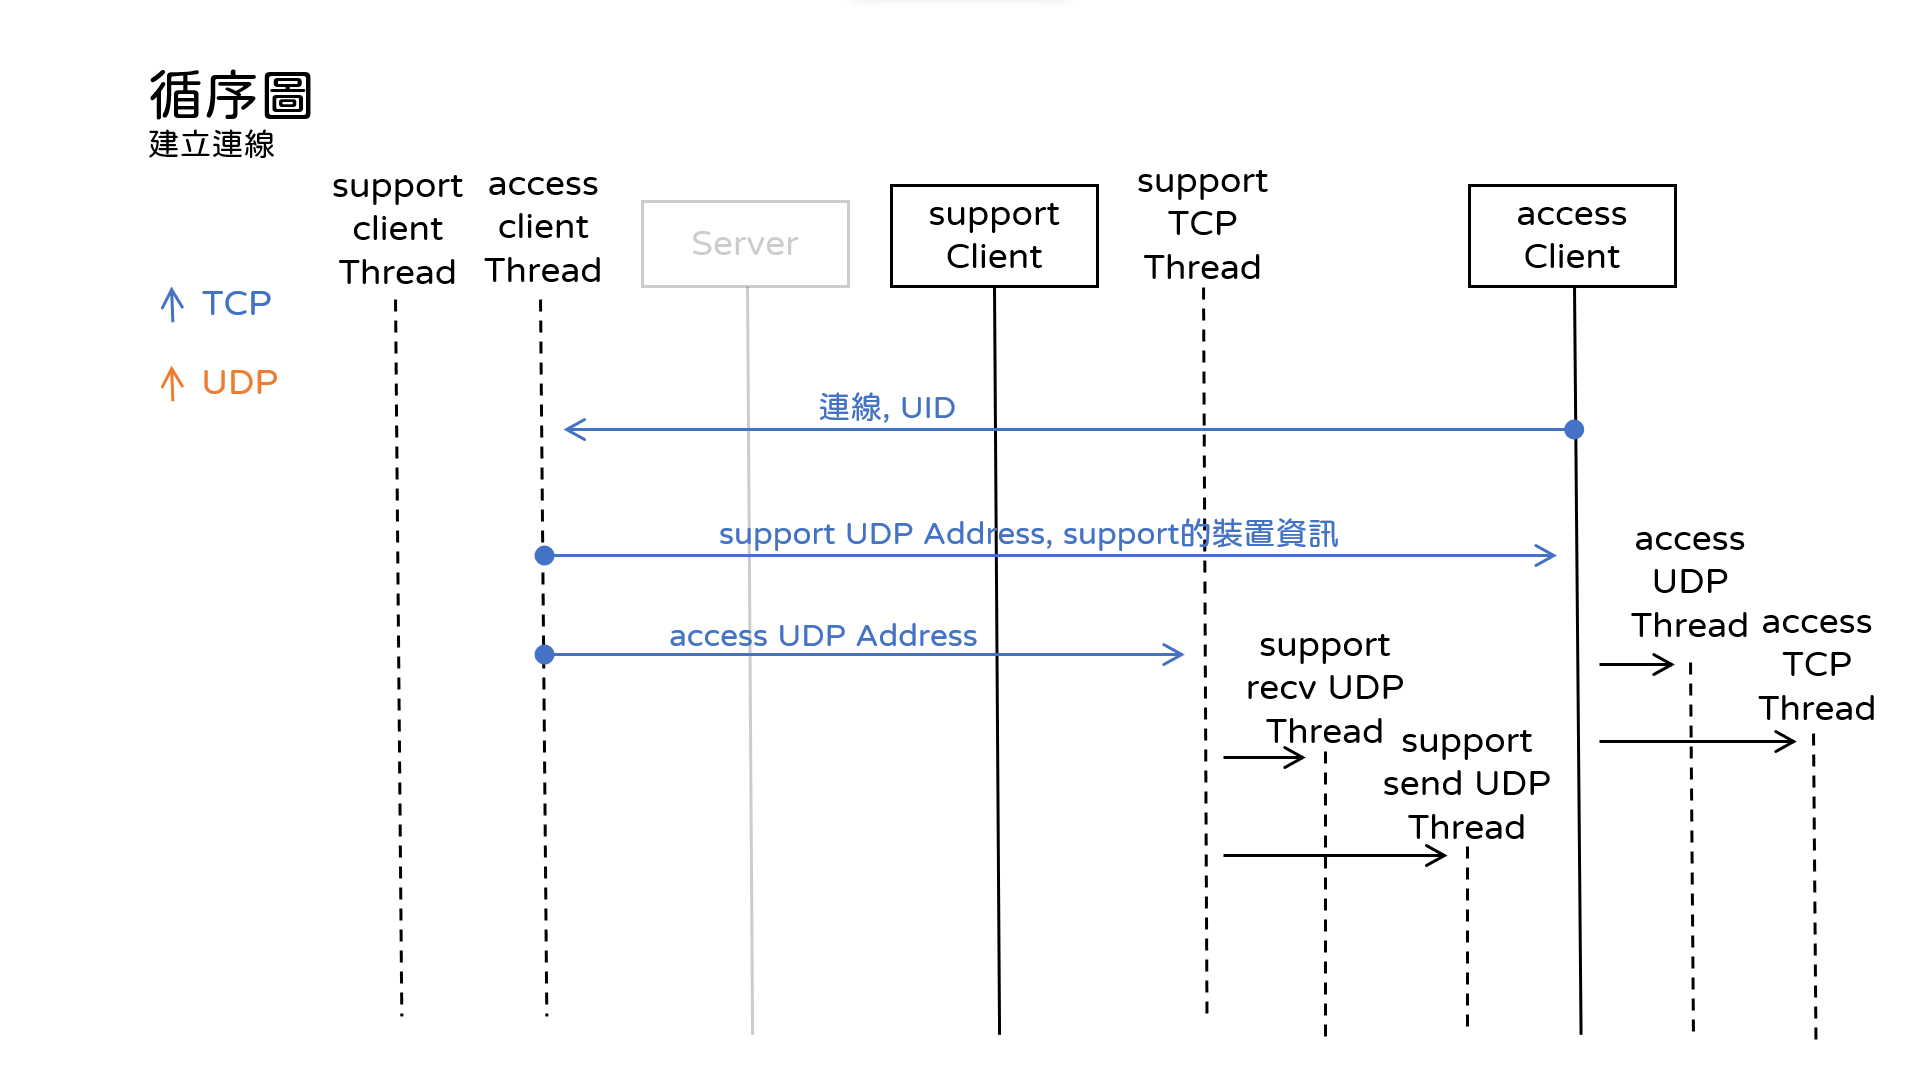 循序圖
建立連線
TCP
UDP
support
client
Thread
access
client
Thread
Server
support
Client
support
TCP
Thread
access
Client
連線, UID
support UDP Address, support的裝置資訊
access UDP Address
support
recv UDP
Thread
support
send UDP
Thread
access
UDP
Thread
access
TCP
Thread